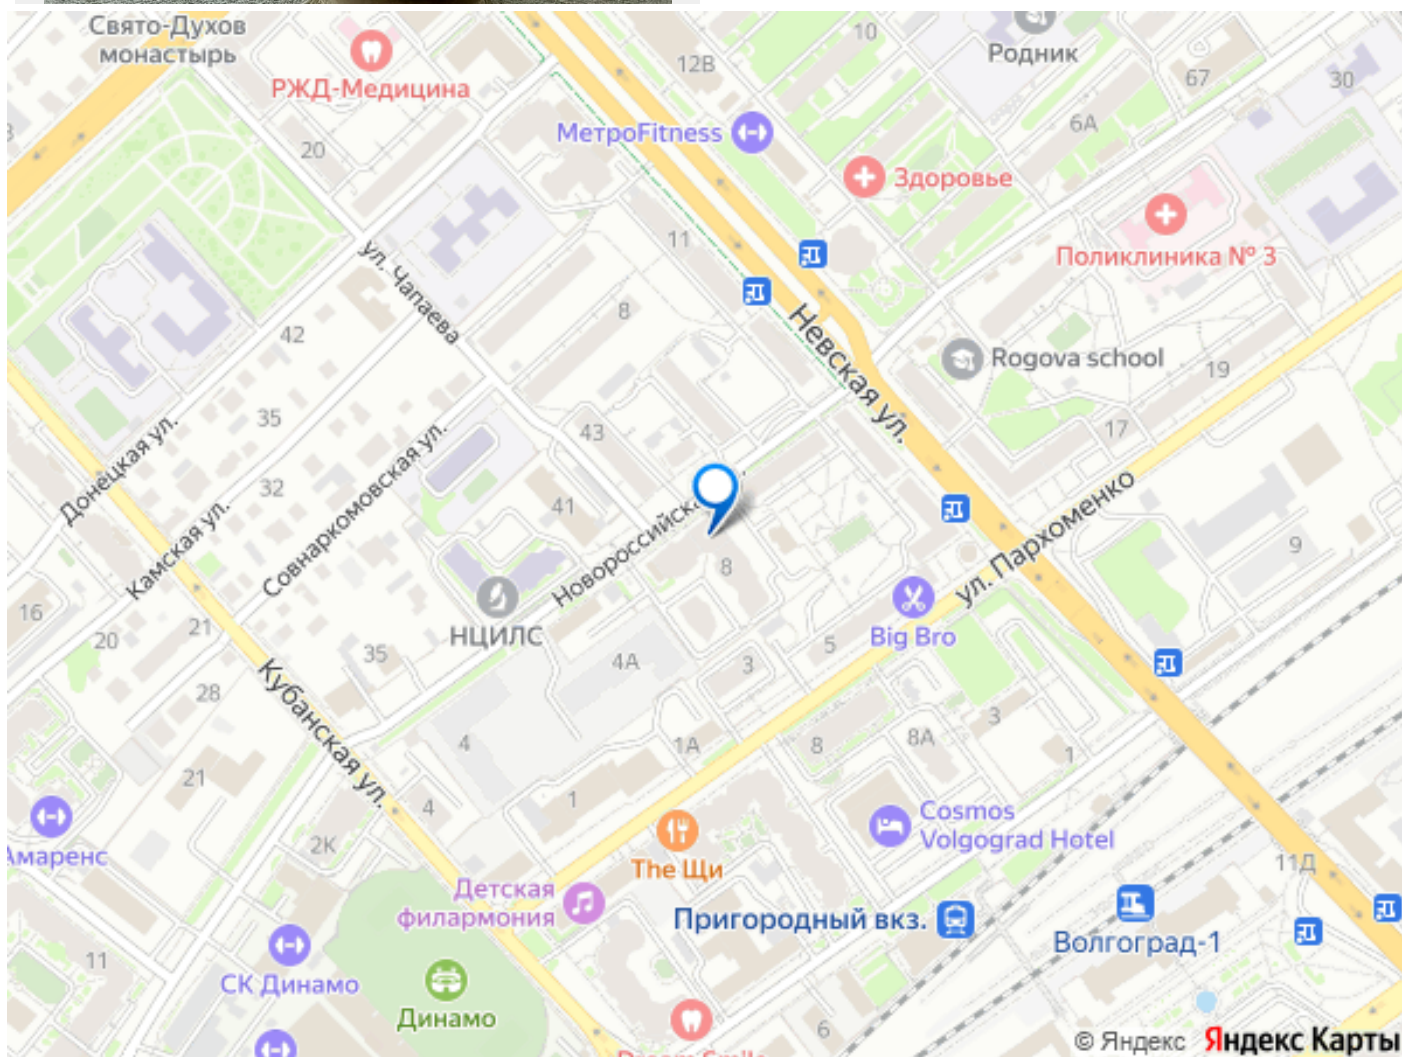 Свято-Духов
монастырь
РЖД-Медицина
20
12В
10
Родник
67
30
6А
МетроFitness
Здоровье
Поликлиника № 3
11
ул. Чапаева
8
42
Невская ул.
Rogova school
19
17
35
43
Донецкая ул.
Совнаркомовская ул.
32
41
Камская ул.
Новороссийска
8
ул. Пархоменко
9
16
20
21
НЦИЛС
Big Bro
35
4А
3
5
28
Кубанская ул.
4
1А
8
8А
3
1
21
4
1
2К
Амаренс
The Щи
Cosmos
Volgograd Hotel
11Д
Детская
филармония
Пригородный вкз.
Волгоград-1
11
СК Динамо
Динамо
6
Dream Smile
© Яндекс Яндекс Карты